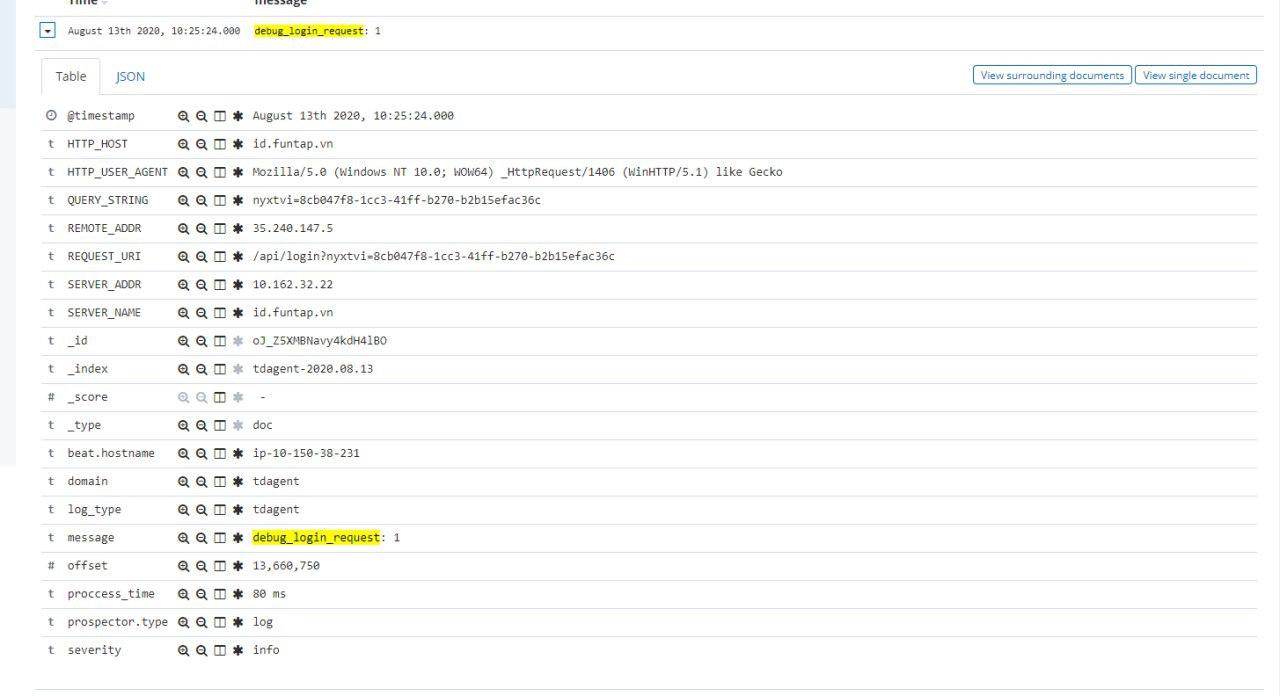 Time message
August 13th 2020, 10:25:24.000 debug_login_request: 1
Table JSON View surrounding documents View single document
@timestamp August 13th 2020, 10:25:24.000
t HTTP_HOST id.funtap.vn
t HTTP_USER_AGENT Mozilla/5.0 (Windows NT 10.0; WOW64) _HttpRequest/1406 (WinHTTP/5.1) like Gecko
t QUERY_STRING nyxtvi=8cb047f8-1cc3-41ff-b270-b2b15efac36c
t REMOTE_ADDR 35.240.147.5
t REQUEST_URI /api/login?nyxtvi=8cb047f8-1cc3-41ff-b270-b2b15efac36c
t SERVER_ADDR 10.162.32.22
t SERVER_NAME id.funtap.vn
t _id oJ_Z5XMBNavy4kdH4lBO
t _index tdagent-2020.08.13
# _score -
t _type doc
t beat.hostname ip-10-150-38-231
t domain tdagent
t log_type tdagent
t message debug_login_request: 1
# offset 13,660,750
t proccess_time 80 ms
t prospector.type log
t severity info